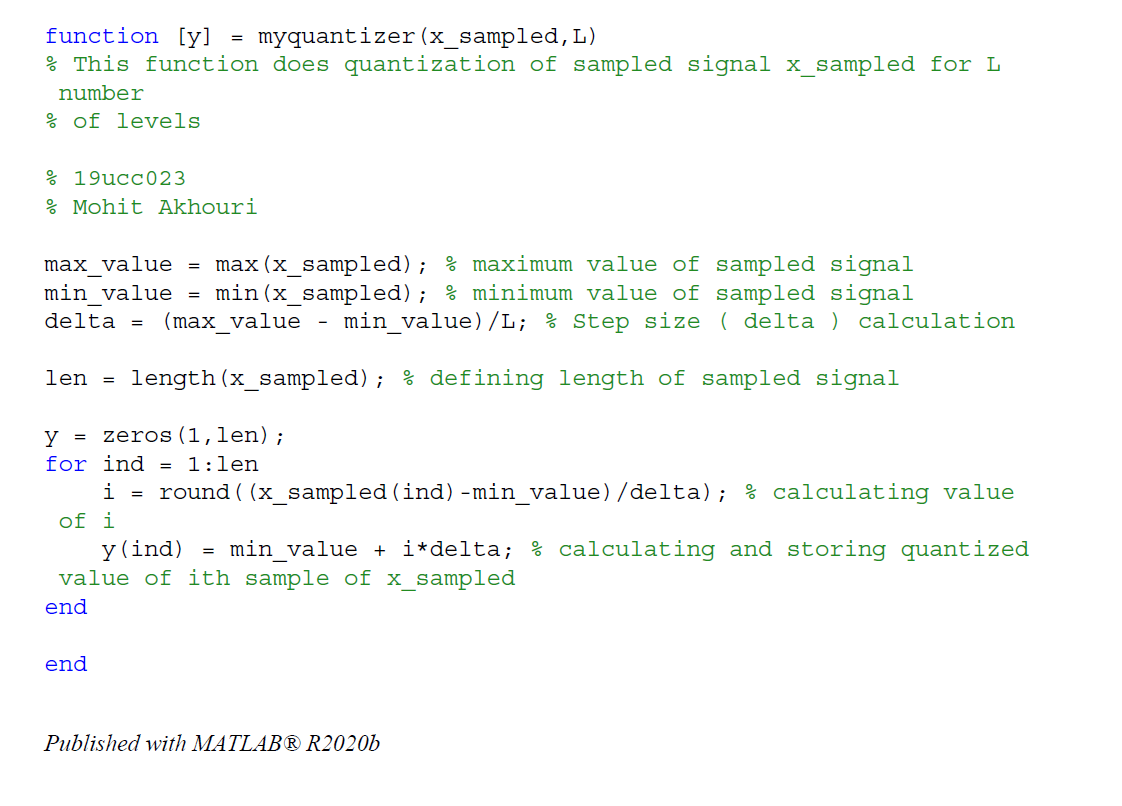 function [y] = myquantizer(x_sampled,L)
% This function does quantization of sampled signal x_sampled for L
number
% of levels
% 19ucc023
% Mohit Akhouri
max_value = max(x_sampled); % maximum value of sampled signal
min_value = min(x_sampled); % minimum value of sampled signal
delta = (max_value - min_value)/L; % Step size ( delta ) calculation
len = length(x_sampled); % defining length of sampled signal
y = zeros(1,len);
for ind = 1:len
i = round((x_sampled(ind)-min_value)/delta); % calculating value
of i
y(ind) = min_value + i*delta; % calculating and storing quantized
value of ith sample of x_sampled
end
end
Published with MATLAB® R2020b